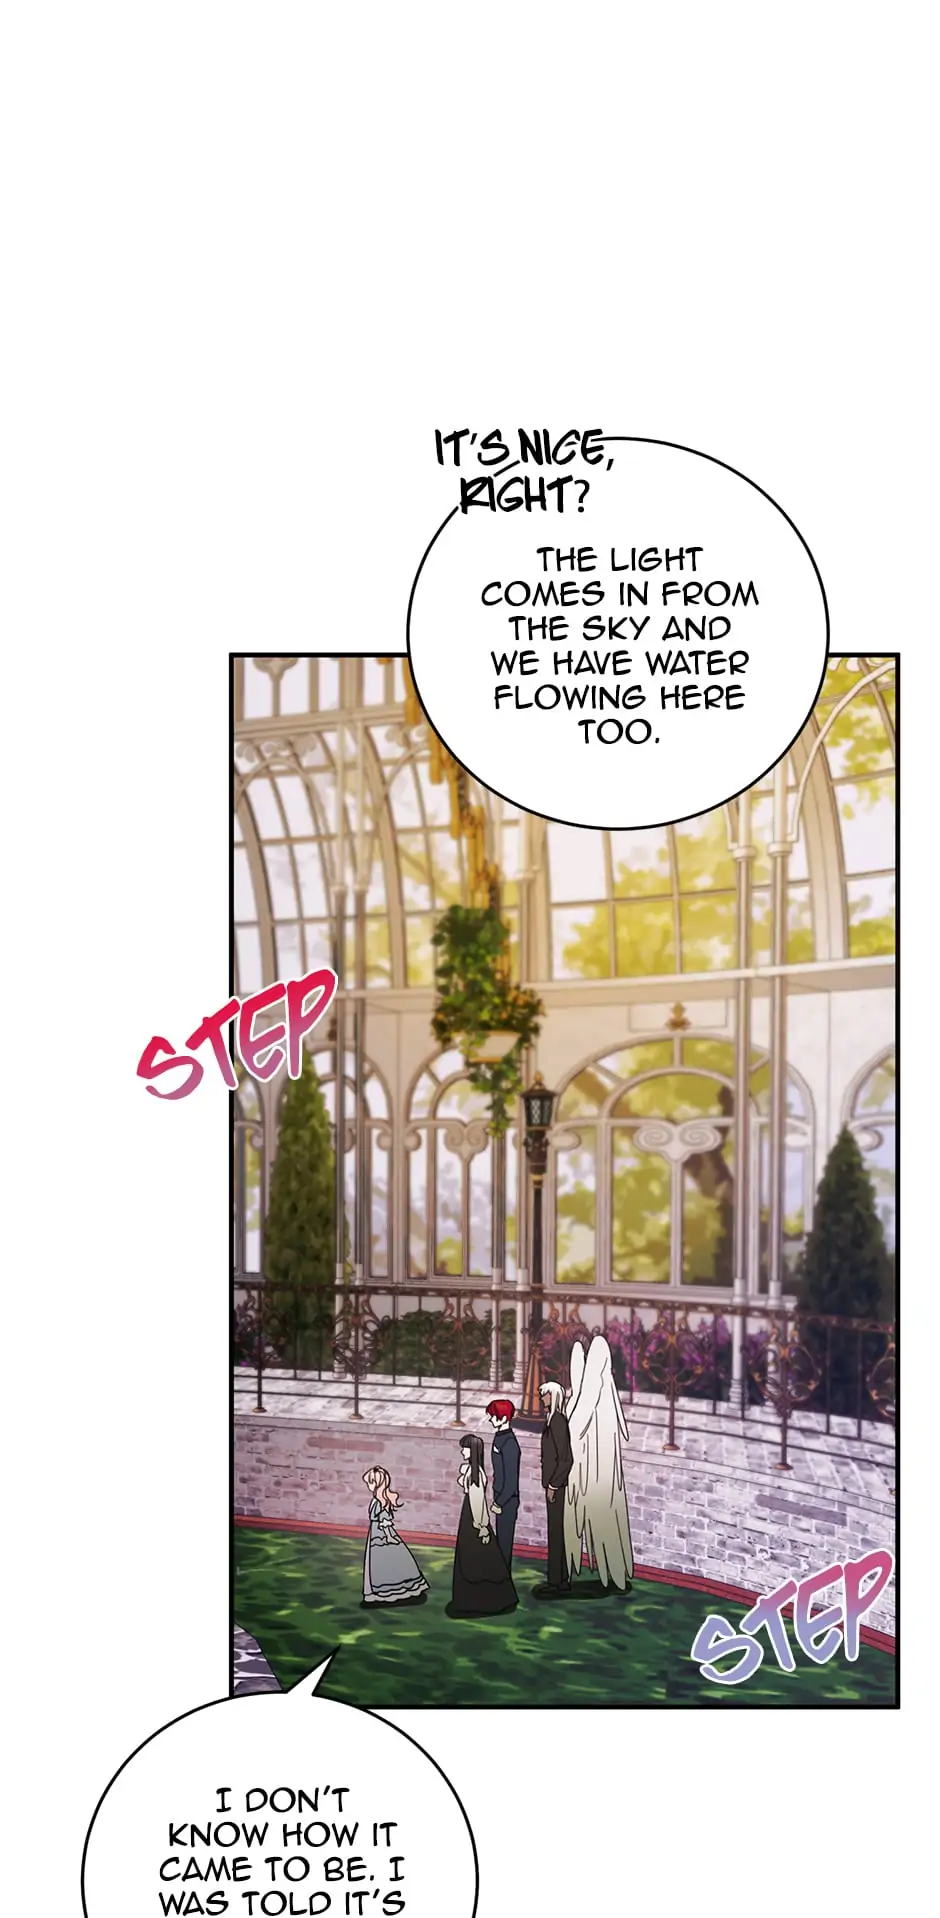 IT'S NICE,
RIGHT?
THE LIGHT
COMES IN FROM
THE SKY AND
WE HAVE WATER
FLOWING HERE
TOO.
STEP
STEP
I DON'T
KNOW HOW IT
CAME TO BE. I
WAS TOLD IT'S